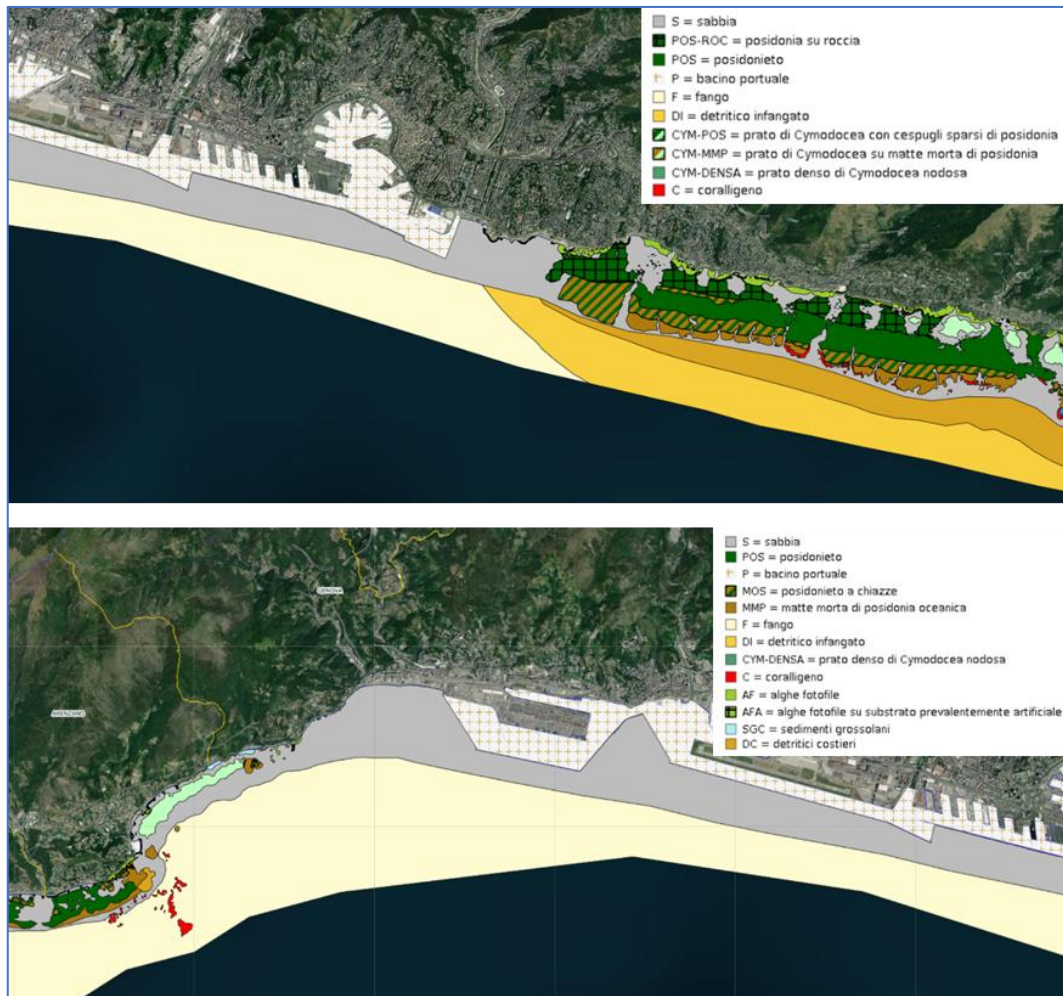 S = sabbia
POS-ROC = posidonia su roccia
POS = posidonieto
P = bacino portuale
F = fango
DI = detritico infangato
CYM-POS = prato di Cymodocea con cespugli sparsi di posidonia
CYM-MMP = prato di Cymodocea su matte morta di posidonia
CYM-DENSA = prato denso di Cymodocea nodosa
C = coralligeno
S = sabbia
POS = posidonieto
P = bacino portuale
MOS = posidonieto a chiazze
MMP = matte morta di posidonia oceanica
F = fango
DI = detritico infangato
CYM-DENSA = prato denso di Cymodocea nodosa
C = coralligeno
AF = alghe fotofile
AFA = alghe fotofile su substrato prevalentemente artificiale
SGC = sedimenti grossolani
DC = detritici costieri
GENOVA
ARENZANO